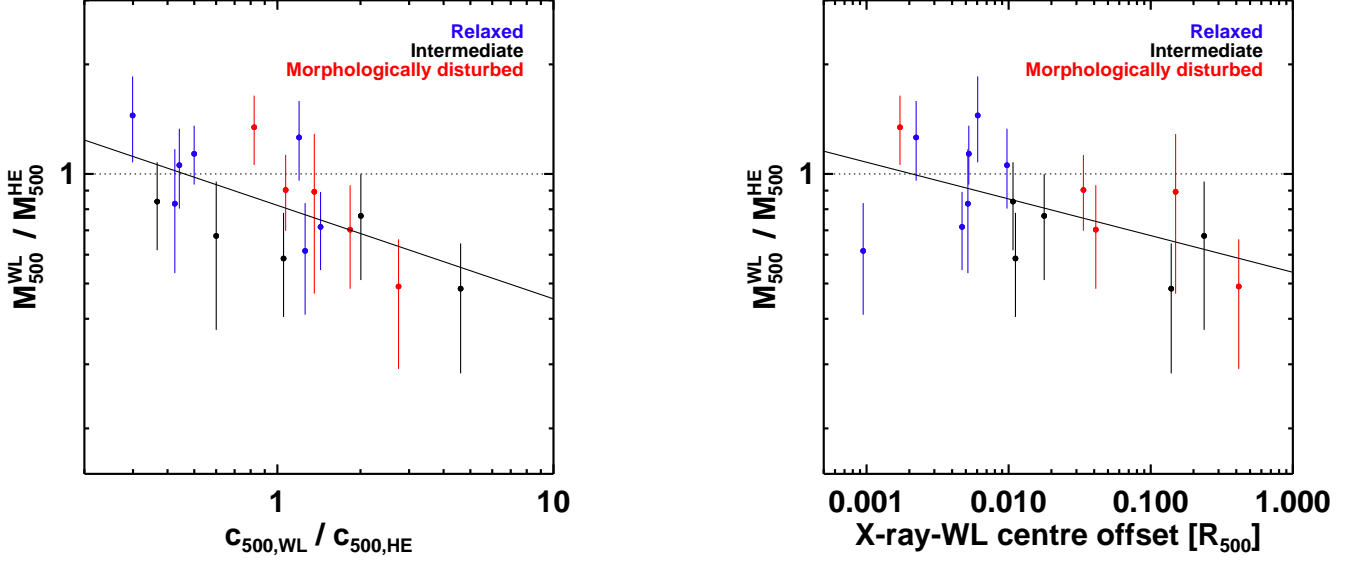 Relaxed
Intermediate
Morphologically disturbed
1
M₅₀₀ᵂᴸ / M₅₀₀ᴴᴱ
1
10
c₅₀₀,WL / c₅₀₀,HE
Relaxed
Intermediate
Morphologically disturbed
1
M₅₀₀ᵂᴸ / M₅₀₀ᴴᴱ
0.001
0.010
0.100
1.000
X-ray-WL centre offset [R₅₀₀]